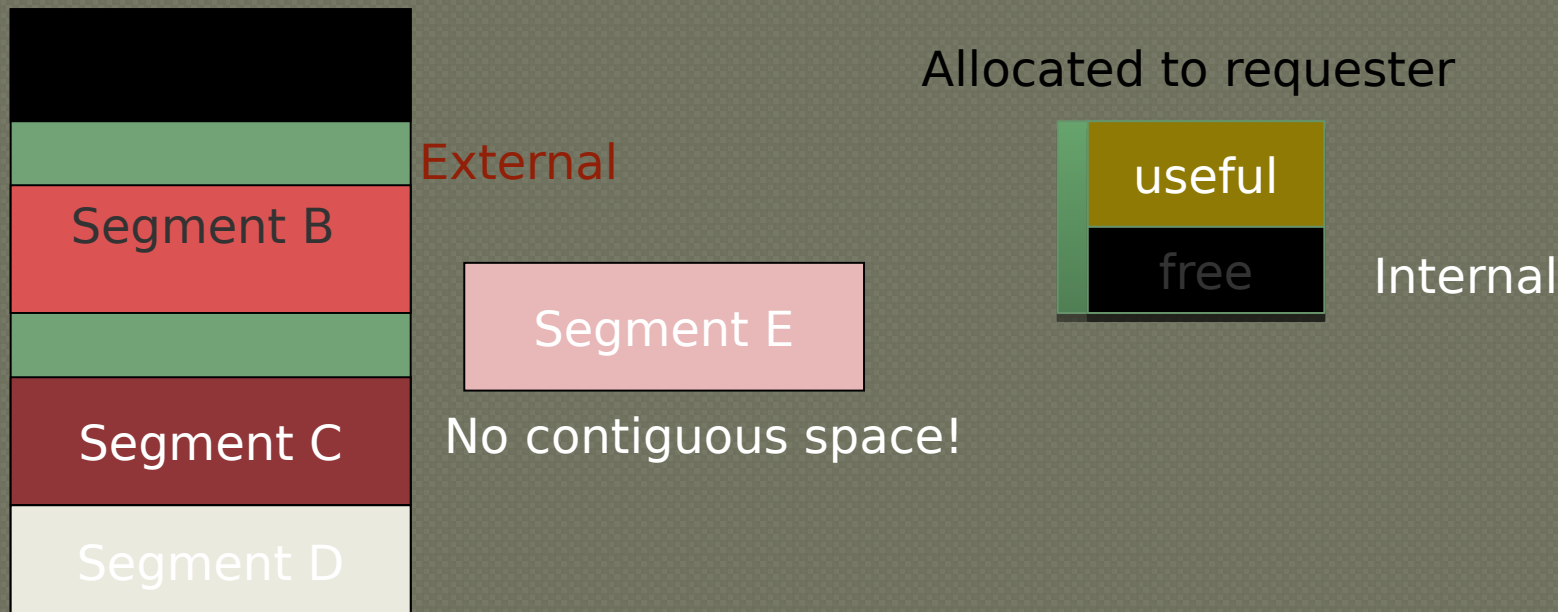 Allocated to requester
External
useful
Segment B
free
Internal
Segment E
Segment C
No contiguous space!
Segment D